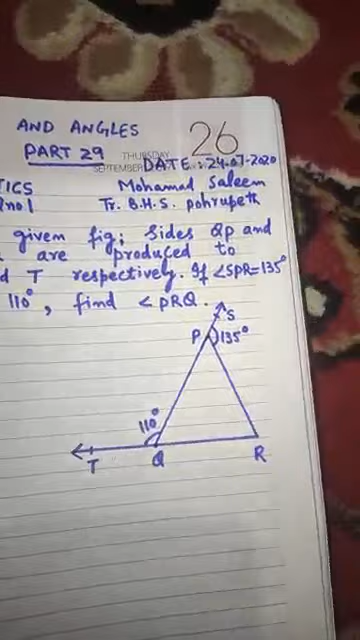 AND ANGLES
26
PART 29
THURSDAY
SEPTEMBER
DATE: 24.07.2020
TICS
Mohamad Saleem
no1
Tr. B.H.S. pohrupeth
given fig; Sides QP and
are produced to
d T respectively. If ∠SPR=135°
110°, find ∠PRQ.
S
P
135°
110°
T
Q
R